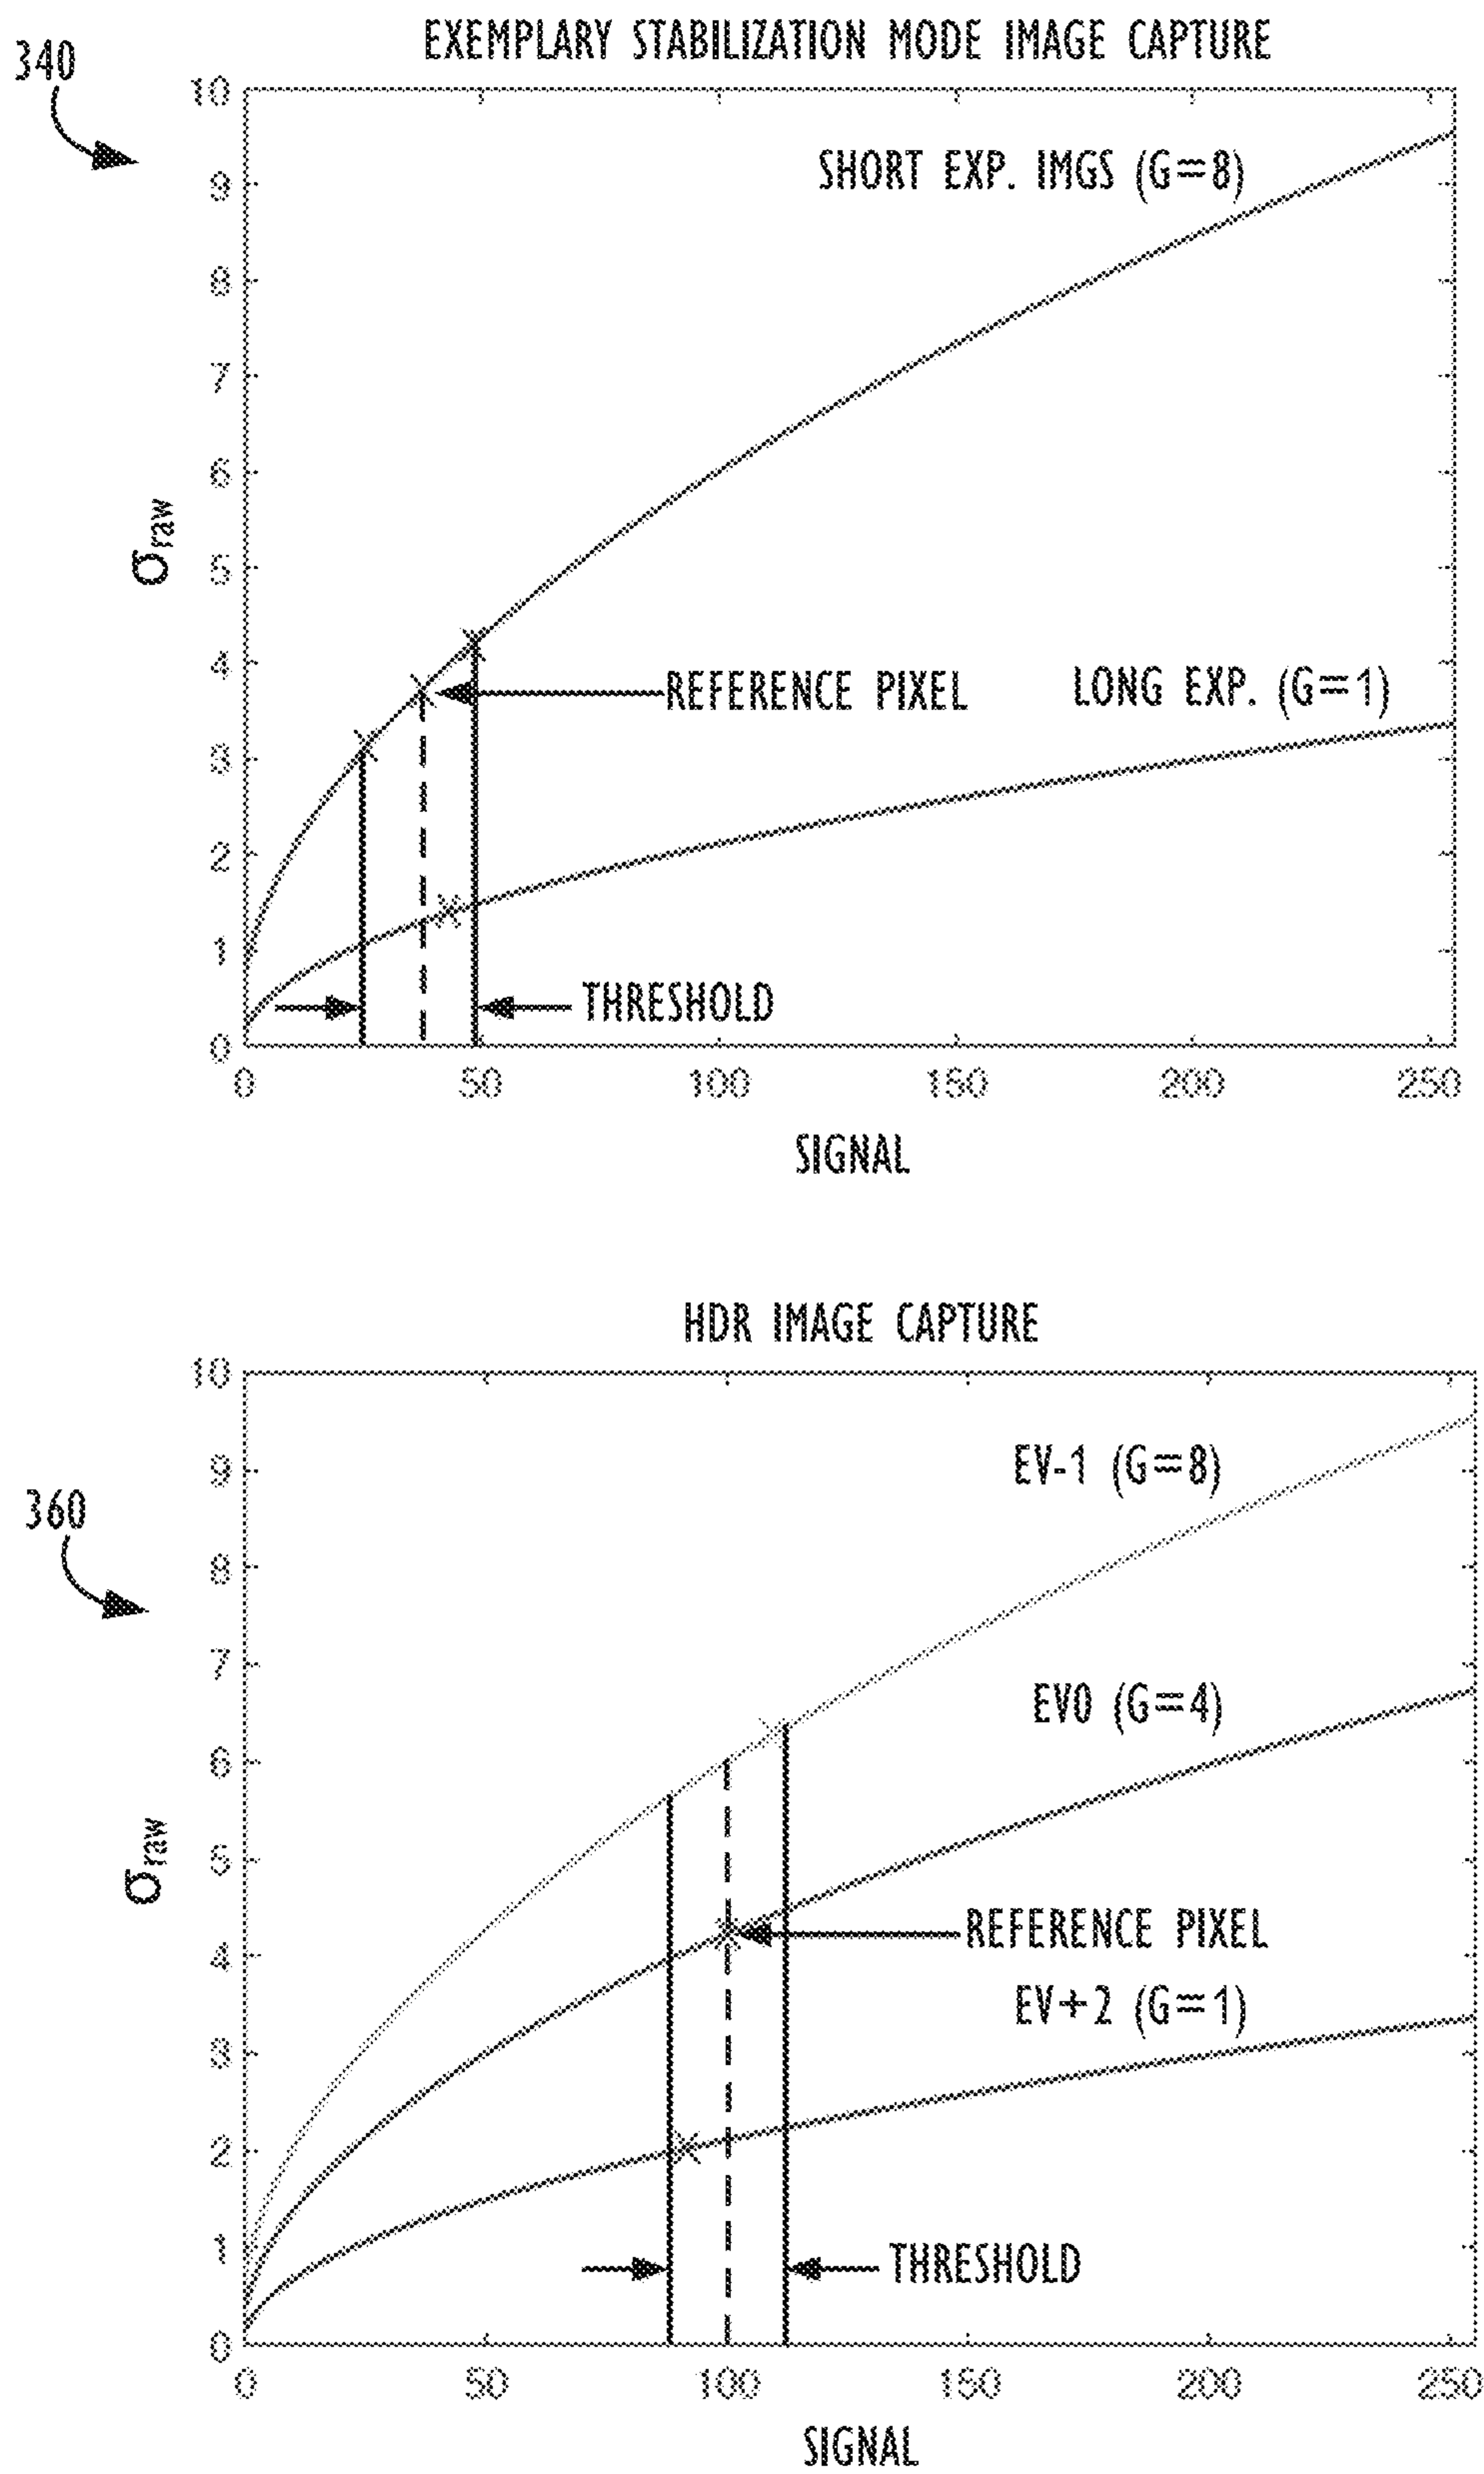 EXEMPLARY STABILIZATION MODE IMAGE CAPTURE
340
10
9
8
7
6
5
4
3
2
1
0
σraw
SHORT EXP. IMGS (G=8)
REFERENCE PIXEL
LONG EXP. (G=1)
THRESHOLD
0 50 100 150 200 250
SIGNAL
HDR IMAGE CAPTURE
360
10
9
8
7
6
5
4
3
2
1
0
σraw
EV-1 (G=8)
EV0 (G=4)
REFERENCE PIXEL
EV+2 (G=1)
THRESHOLD
0 50 100 150 200 250
SIGNAL